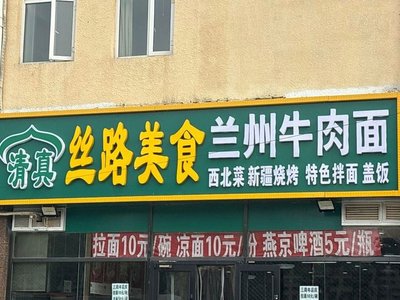 清真
丝路美食
兰州牛肉面
西北菜 新疆烧烤 特色拌面 盖饭
拉面10元/碗 凉面10元/份 燕京啤酒5元/瓶